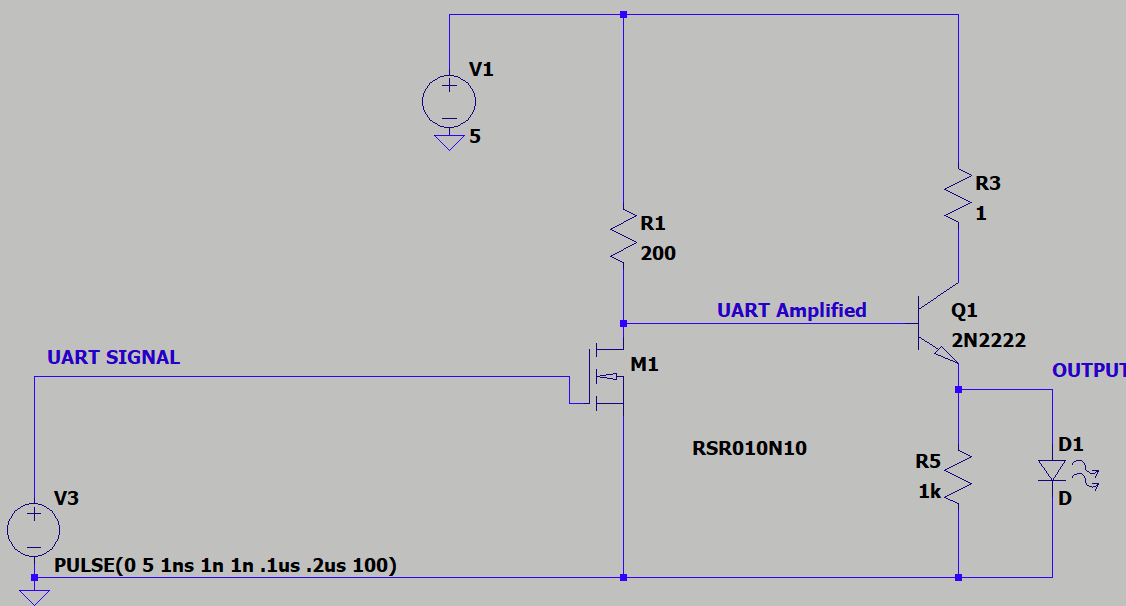 V1
5
R3
1
R1
200
UART Amplified
Q1
2N2222
UART SIGNAL
M1
OUTPUT
RSR010N10
D1
R5
1k
D
V3
PULSE(0 5 1ns 1n 1n .1us .2us 100)